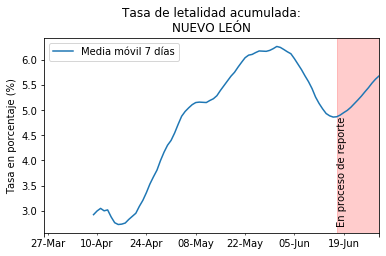 Tasa de letalidad acumulada:
NUEVO LEÓN
Media móvil 7 días
Tasa en porcentaje (%)
6.0
5.5
5.0
4.5
4.0
3.5
3.0
En proceso de reporte
27-Mar
10-Apr
24-Apr
08-May
22-May
05-Jun
19-Jun